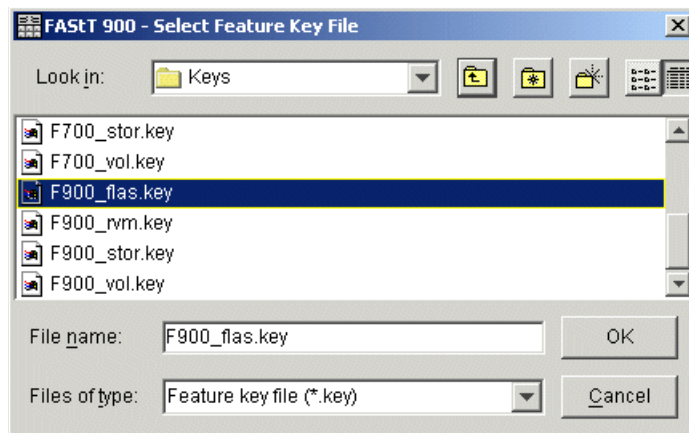 FAStT 900 - Select Feature Key File
Look in: Keys
F700_stor.key
F700_vol.key
F900_flas.key
F900_rvm.key
F900_stor.key
F900_vol.key
File name: F900_flas.key OK
Files of type: Feature key file (*.key) Cancel